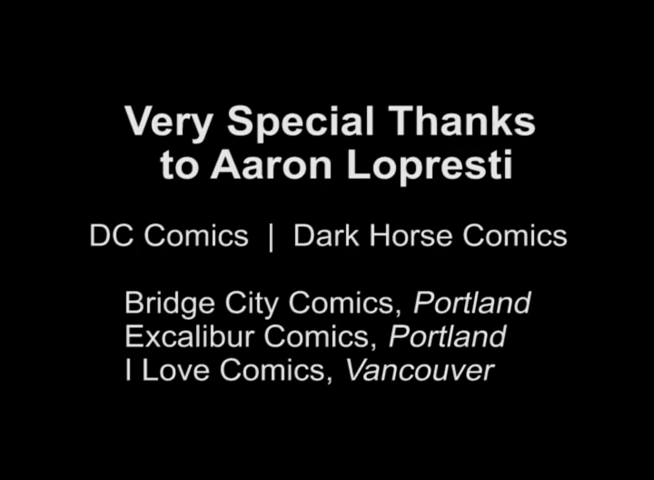 Very Special Thanks
to Aaron Lopresti
DC Comics | Dark Horse Comics
Bridge City Comics, Portland
Excalibur Comics, Portland
I Love Comics, Vancouver